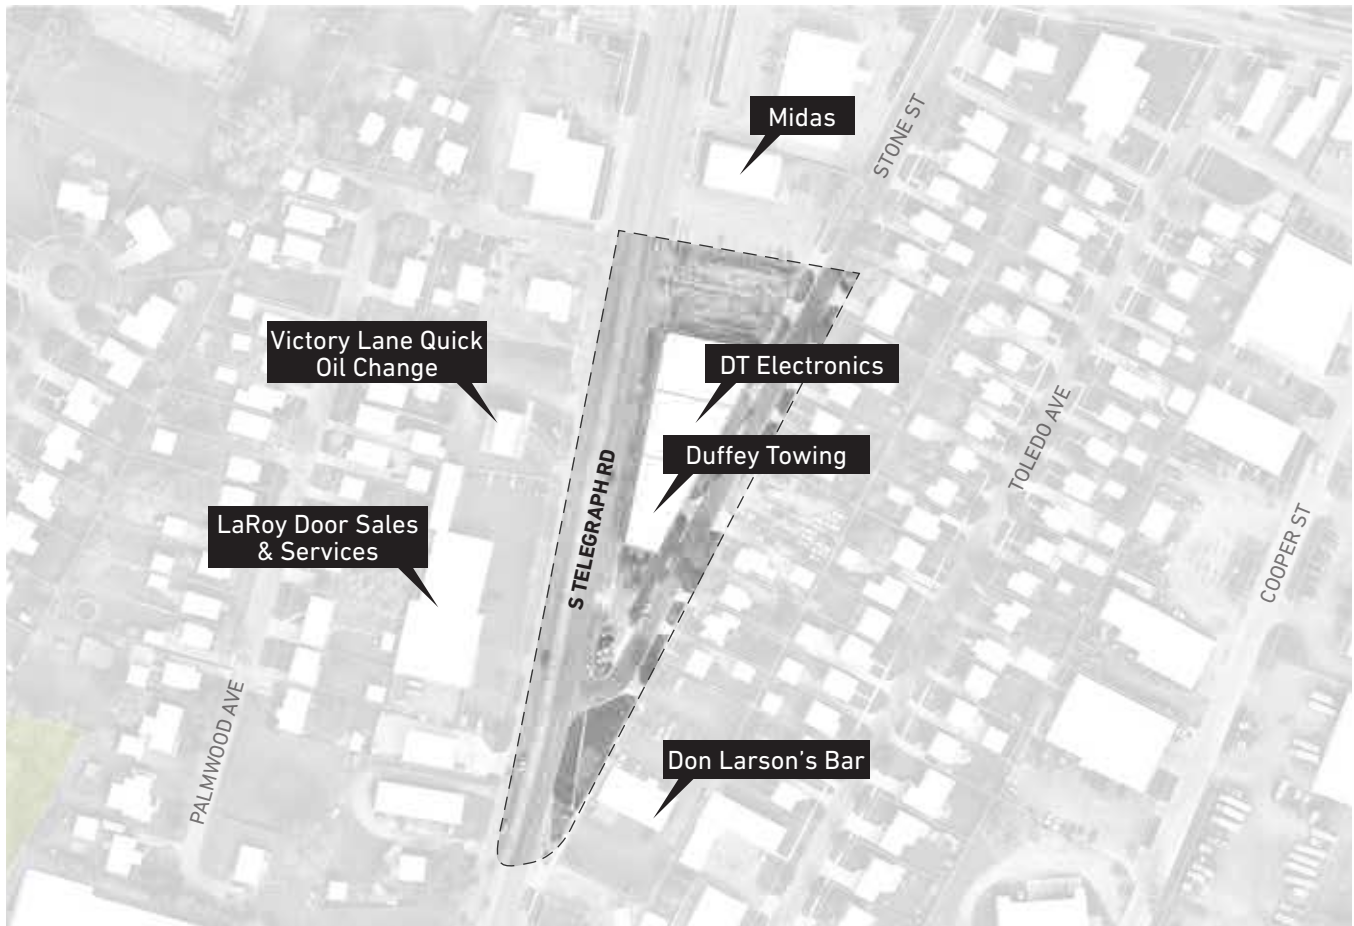 Midas
STONE ST
Victory Lane Quick
Oil Change
DT Electronics
TOLEDO AVE
Duffey Towing
S TELEGRAPH RD
LaRoy Door Sales
& Services
COOPER ST
PALMWOOD AVE
Don Larson's Bar